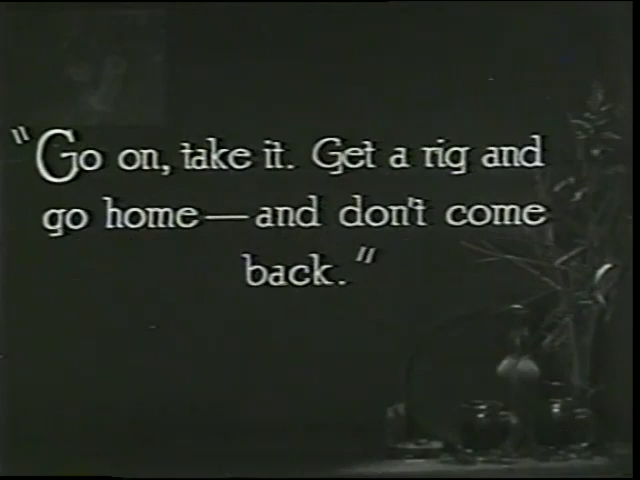 "Go on, take it. Get a rig and
go home—and don't come
back."